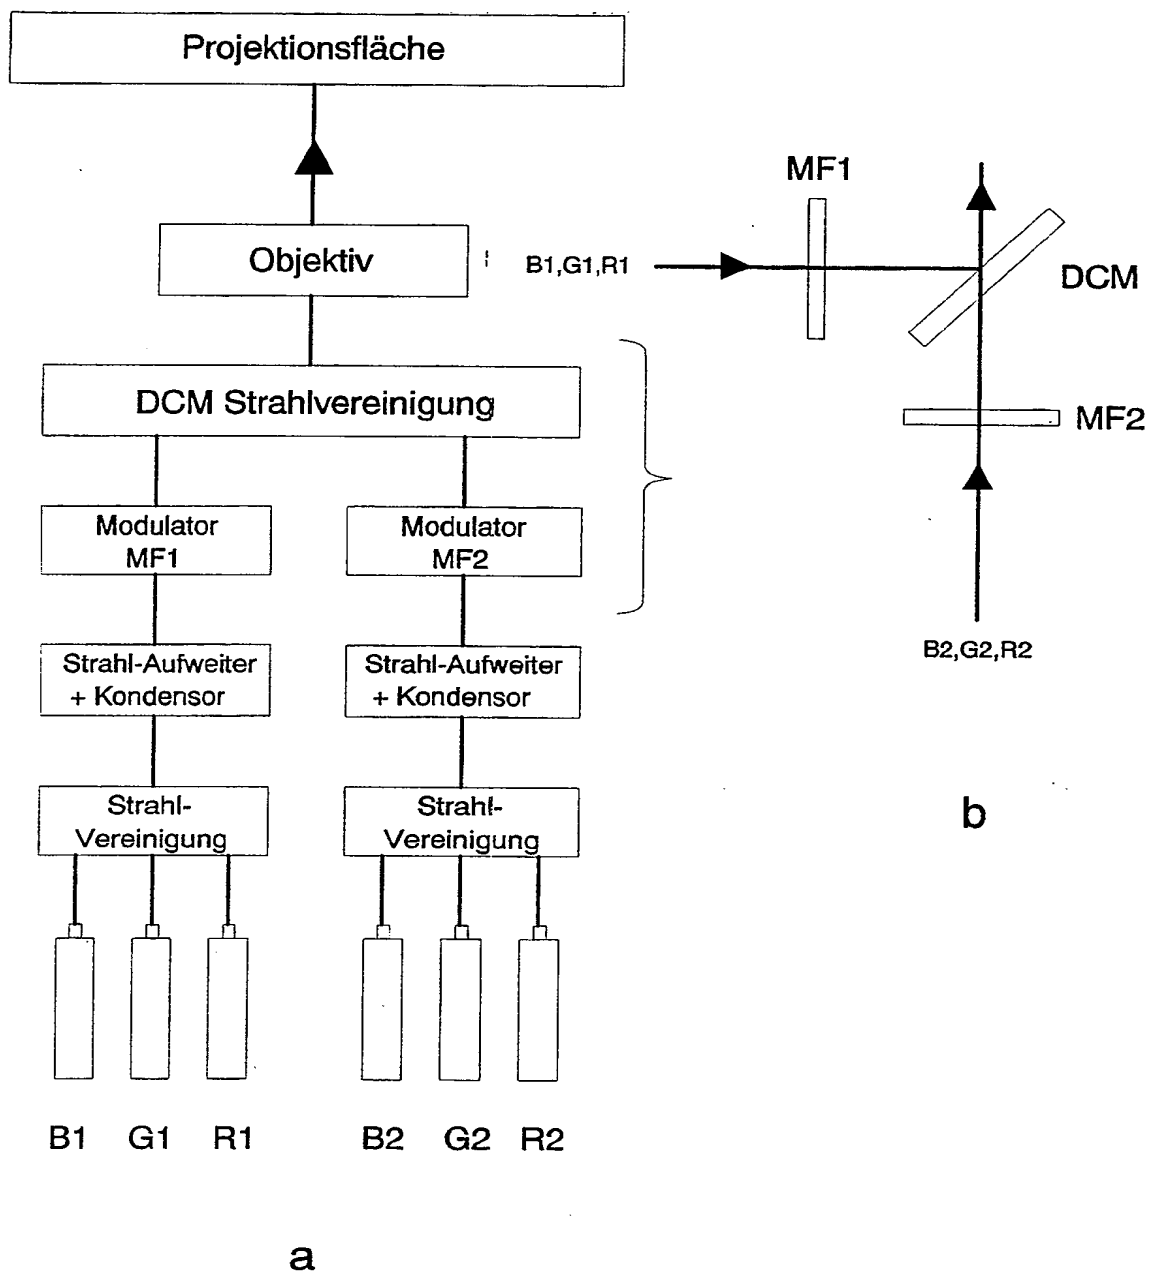 Projektionsfläche
Objektiv
DCM Strahlvereinigung
Modulator
MF1
Modulator
MF2
Strahl-Aufweiter
+ Kondensor
Strahl-Aufweiter
+ Kondensor
Strahl-
Vereinigung
Strahl-
Vereinigung
B1 G1 R1 B2 G2 R2
a
MF1
B1,G1,R1
DCM
MF2
B2,G2,R2
b